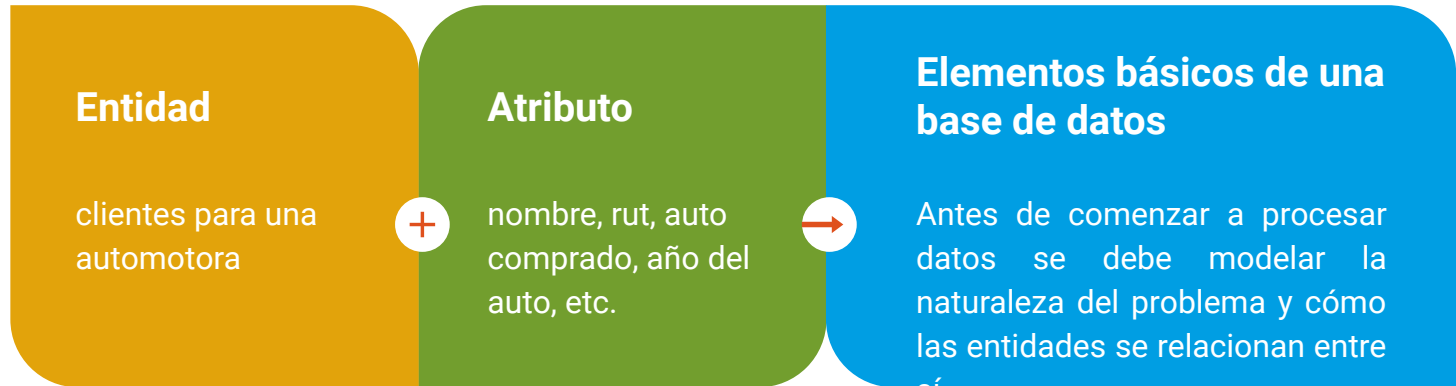 Entidad
clientes para una
automotora
+
Atributo
nombre, rut, auto
comprado, año del
auto, etc.
Elementos básicos de una
base de datos
Antes de comenzar a procesar
datos se debe modelar la
naturaleza del problema y cómo
las entidades se relacionan entre